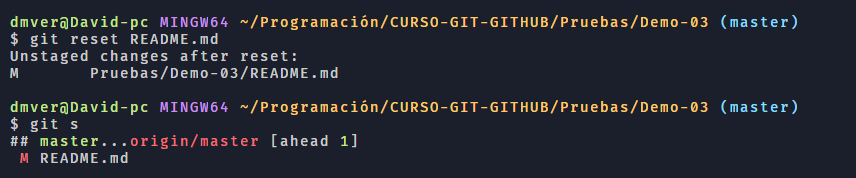 dmver@David-pc MINGW64 ~/Programación/CURSO-GIT-GITHUB/Pruebas/Demo-03 (master)
$ git reset README.md
Unstaged changes after reset:
M       Pruebas/Demo-03/README.md
dmver@David-pc MINGW64 ~/Programación/CURSO-GIT-GITHUB/Pruebas/Demo-03 (master)
$ git s
## master...origin/master [ahead 1]
 M README.md